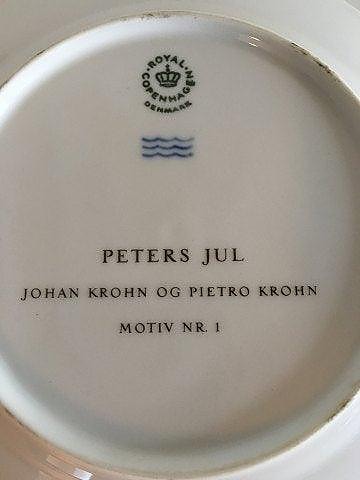 ROYAL COPENHAGEN
DENMARK
PETERS JUL
JOHAN KROHN OG PIETRO KROHN
MOTIV NR. 1